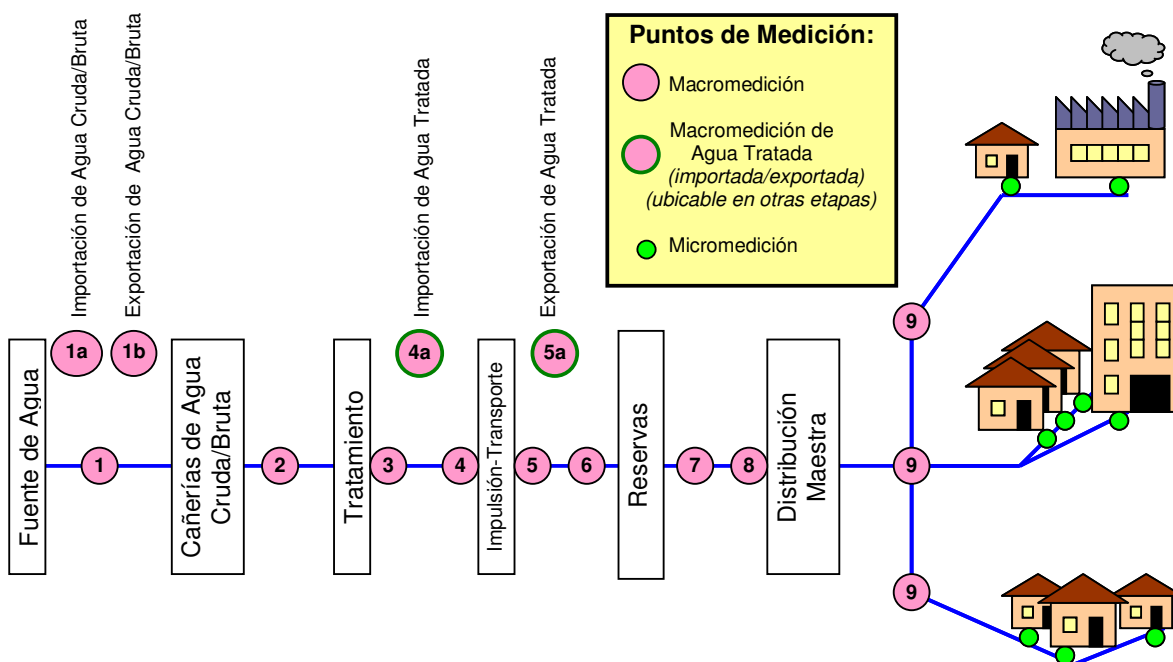 Puntos de Medición:
Macromedición
Macromedición de
Agua Tratada
(importada/exportada)
(ubicable en otras etapas)
Micromedición
Importación de Agua Cruda/Bruta
Exportación de Agua Cruda/Bruta
Importación de Agua Tratada
Exportación de Agua Tratada
1a
1b
4a
5a
Fuente de Agua
1
Cañerías de Agua
Cruda/Bruta
2
Tratamiento
3
4
Impulsión-Transporte
5
6
Reservas
7
8
Distribución
Maestra
9
9
9